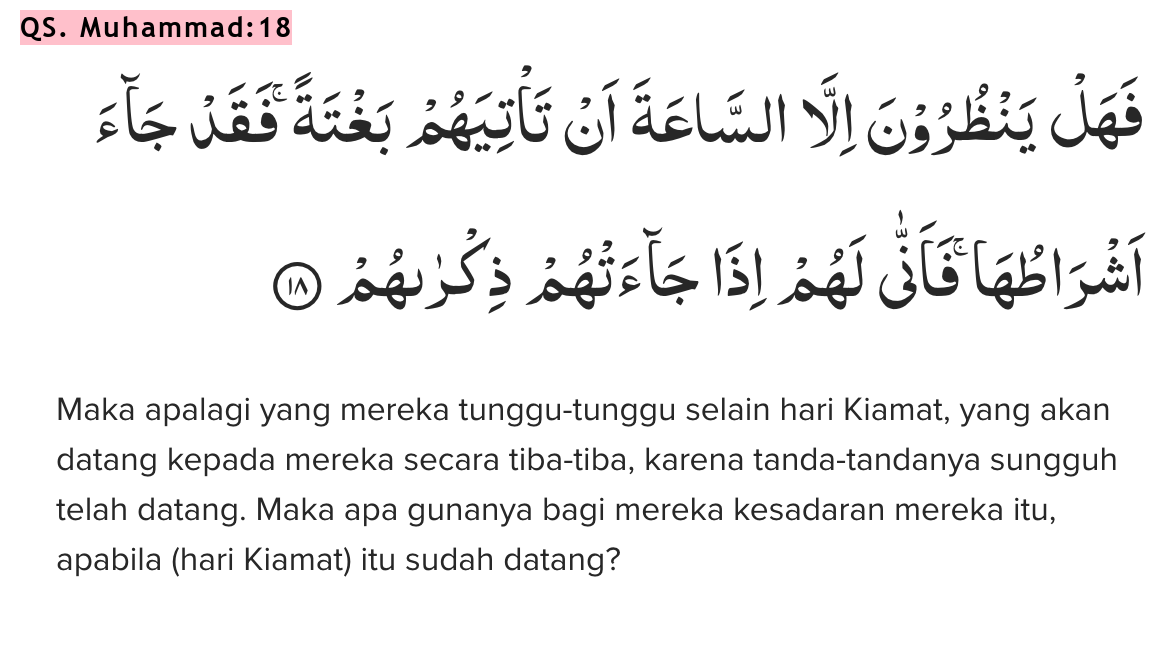 QS. Muhammad:18
فَهَلْ يَنْظُرُوْنَ اِلَّا السَّاعَةَ اَنْ تَأْتِيَهُمْ بَغْتَةً ۚفَقَدْ جَاۤءَ
اَشْرَاطُهَا ۚفَاَنّٰى لَهُمْ اِذَا جَاۤءَتْهُمْ ذِكْرٰىهُمْ ١٨
Maka apalagi yang mereka tunggu-tunggu selain hari Kiamat, yang akan
datang kepada mereka secara tiba-tiba, karena tanda-tandanya sungguh
telah datang. Maka apa gunanya bagi mereka kesadaran mereka itu,
apabila (hari Kiamat) itu sudah datang?